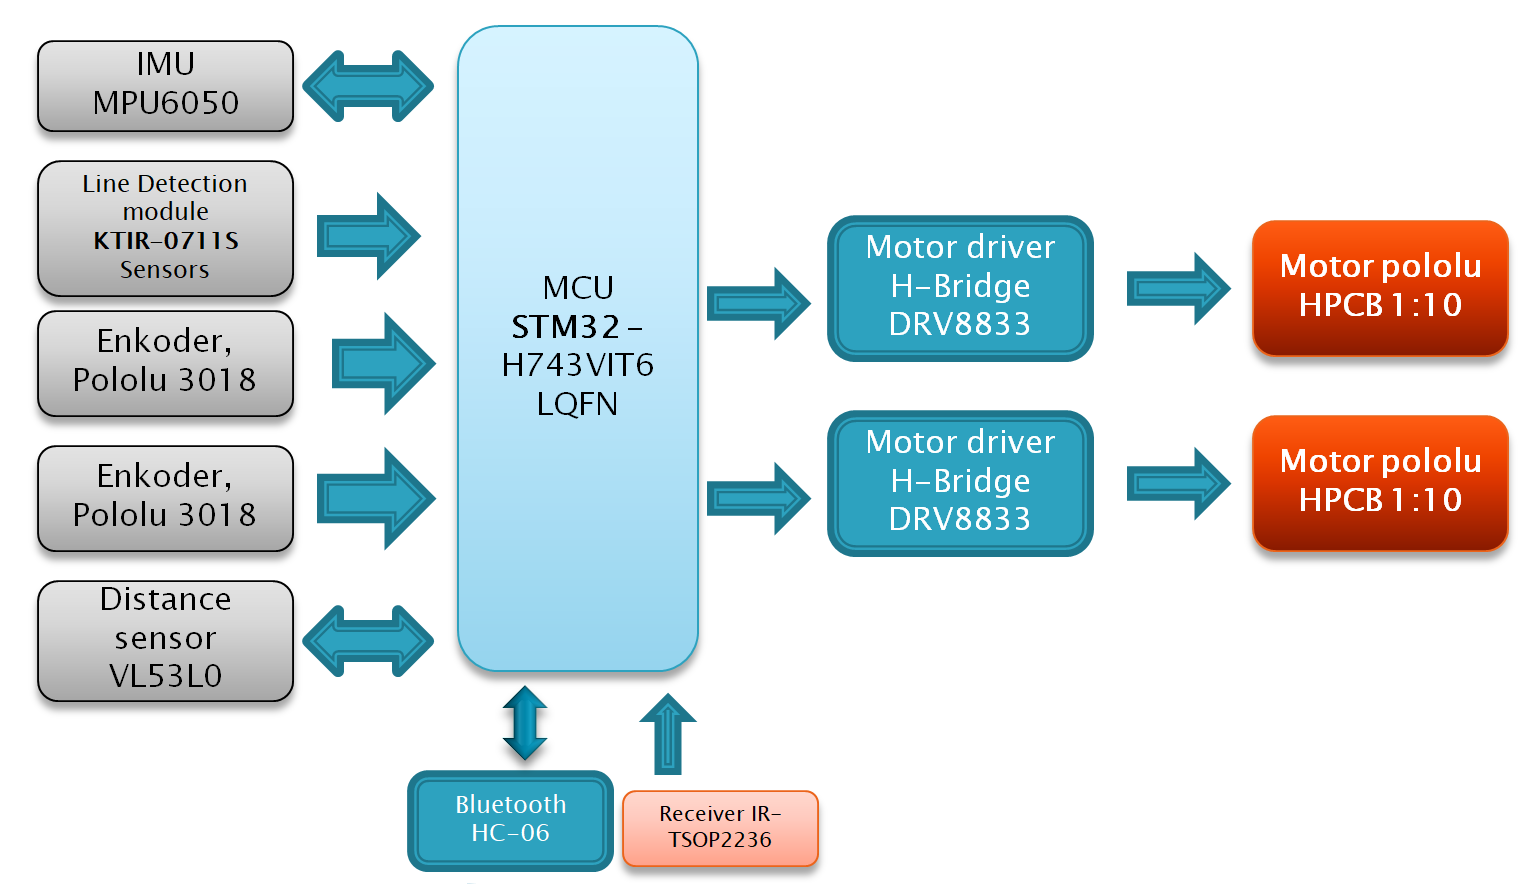 IMU
MPU6050
Line Detection
module
KTIR-0711S
Sensors
Enkoder,
Pololu 3018
Enkoder,
Pololu 3018
Distance
sensor
VL53L0
MCU
STM32 -
H743VIT6
LQFN
Motor driver
H-Bridge
DRV8833
Motor driver
H-Bridge
DRV8833
Motor pololu
HPCB 1:10
Motor pololu
HPCB 1:10
Bluetooth
HC-06
Receiver IR-
TSOP2236